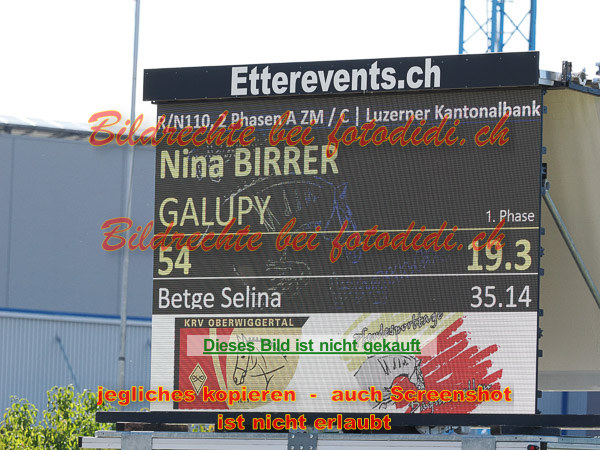 Etterevents.ch
R/N110, 2 Phasen A ZM / C | Luzerner Kantonalbank
Bildrechte bei fotodidi.ch
Nina BIRRER
GALUPY
1. Phase
Bildrechte bei fotodidi.ch
54 19.3
Betge Selina 35.14
KRV OBERWIGGERTAL
Dieses Bild ist nicht gekauft
jegliches kopieren - auch Screenshot
ist nicht erlaubt